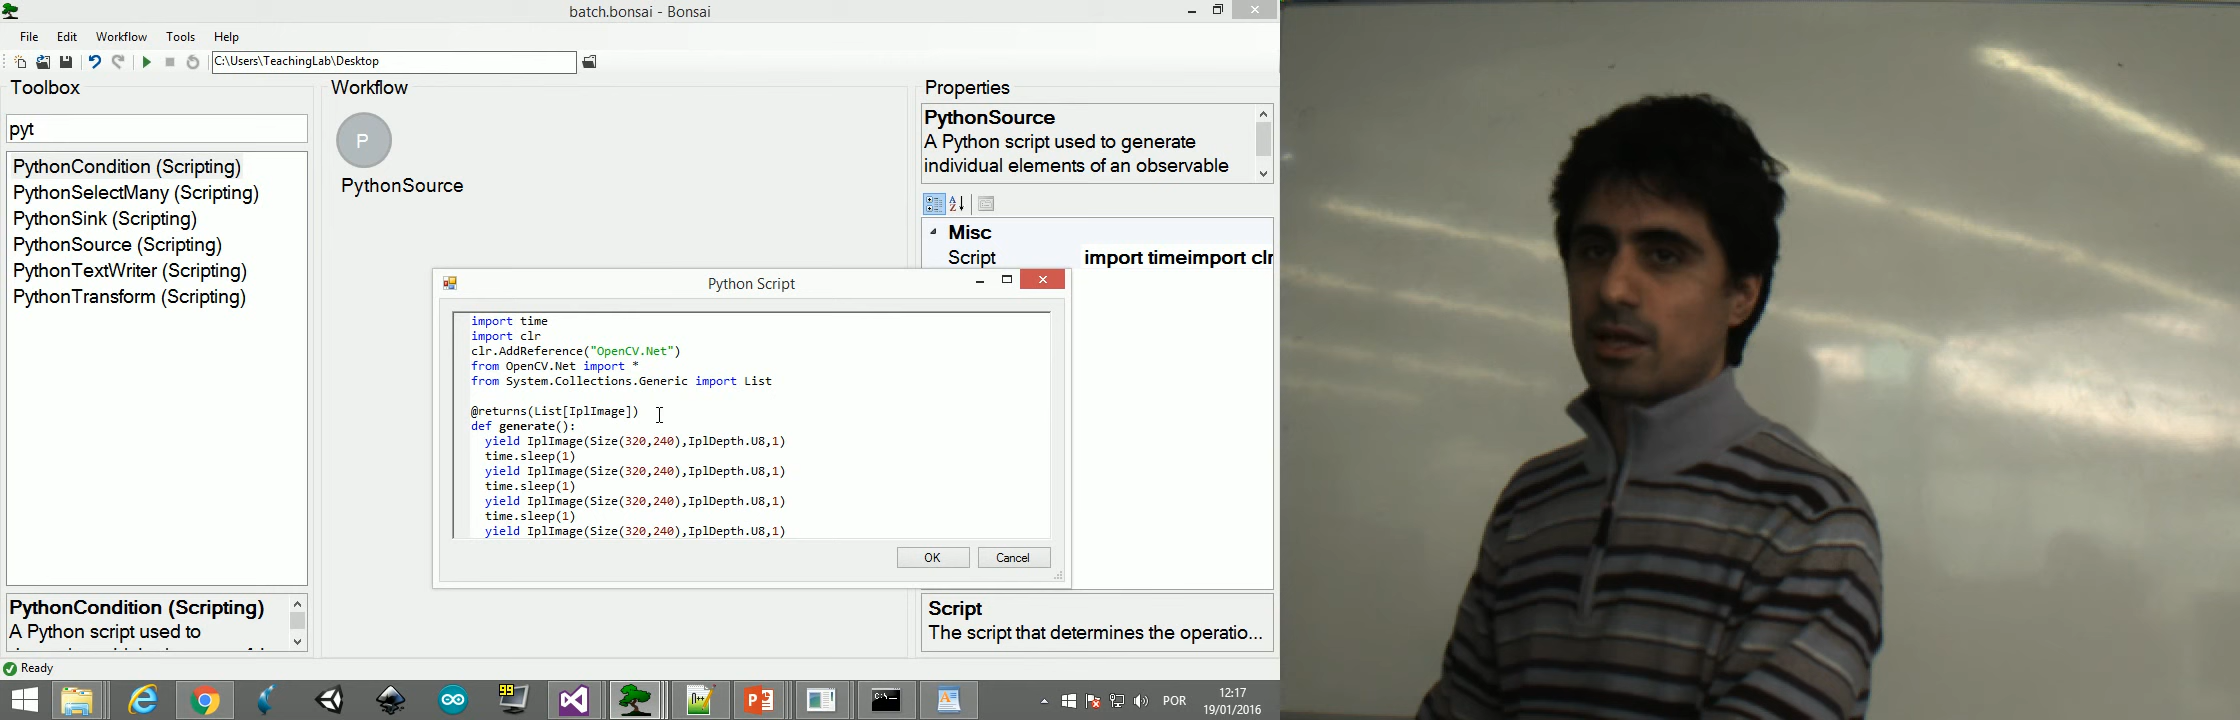 batch.bonsai - Bonsai
File Edit Workflow Tools Help
C:\Users\TeachingLab\Desktop
Toolbox
pyt
PythonCondition (Scripting)
PythonSelectMany (Scripting)
PythonSink (Scripting)
PythonSource (Scripting)
PythonTextWriter (Scripting)
PythonTransform (Scripting)
PythonCondition (Scripting)
A Python script used to
Ready
Workflow
P
PythonSource
Properties
PythonSource
A Python script used to generate
individual elements of an observable
Misc
Script import timeimport clr
Script
The script that determines the operatio...
Python Script
import time
import clr
clr.AddReference("OpenCV.Net")
from OpenCV.Net import *
from System.Collections.Generic import List
@returns(List[IplImage])
def generate():
yield IplImage(Size(320,240),IplDepth.U8,1)
time.sleep(1)
yield IplImage(Size(320,240),IplDepth.U8,1)
time.sleep(1)
yield IplImage(Size(320,240),IplDepth.U8,1)
time.sleep(1)
yield IplImage(Size(320,240),IplDepth.U8,1)
OK Cancel
99
POR
12:17
19/01/2016